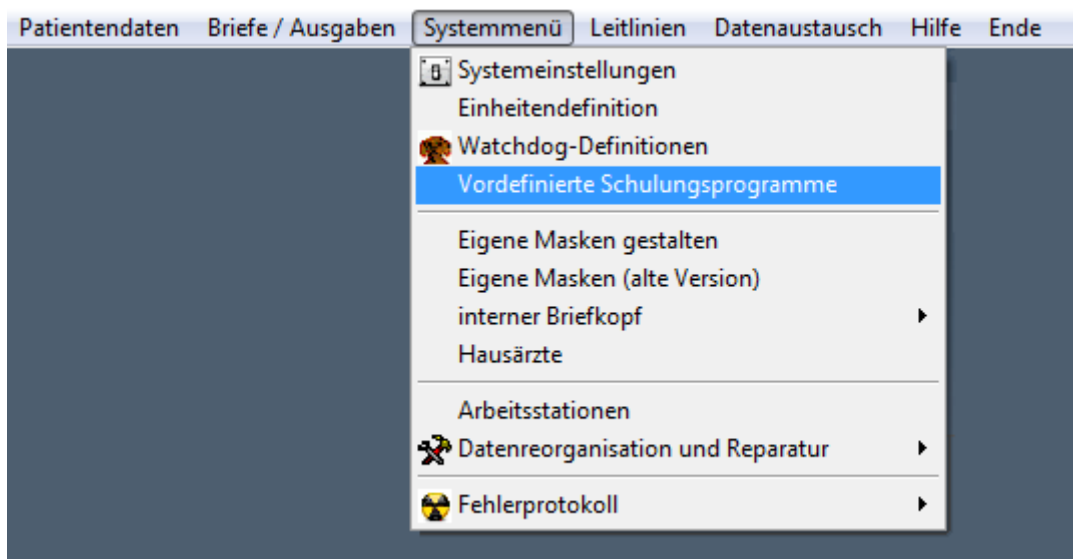 Patientendaten Briefe / Ausgaben Systemmenü Leitlinien Datenaustausch Hilfe Ende
Systemeinstellungen
Einheitendefinition
Watchdog-Definitionen
Vordefinierte Schulungsprogramme
Eigene Masken gestalten
Eigene Masken (alte Version)
interner Briefkopf
Hausärzte
Arbeitsstationen
Datenreorganisation und Reparatur
Fehlerprotokoll